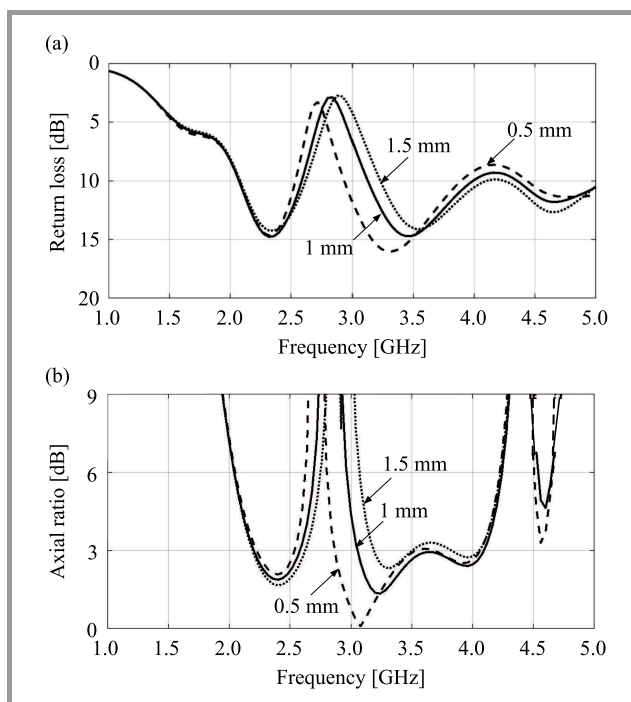 (a)
0
5
10
15
20
Return loss [dB]
0.5 mm
1.5 mm
1 mm
1.0 1.5 2.0 2.5 3.0 3.5 4.0 4.5 5.0
Frequency [GHz]
(b)
9
6
3
0
Axial ratio [dB]
1.5 mm
1 mm
0.5 mm
1.0 1.5 2.0 2.5 3.0 3.5 4.0 4.5 5.0
Frequency [GHz]